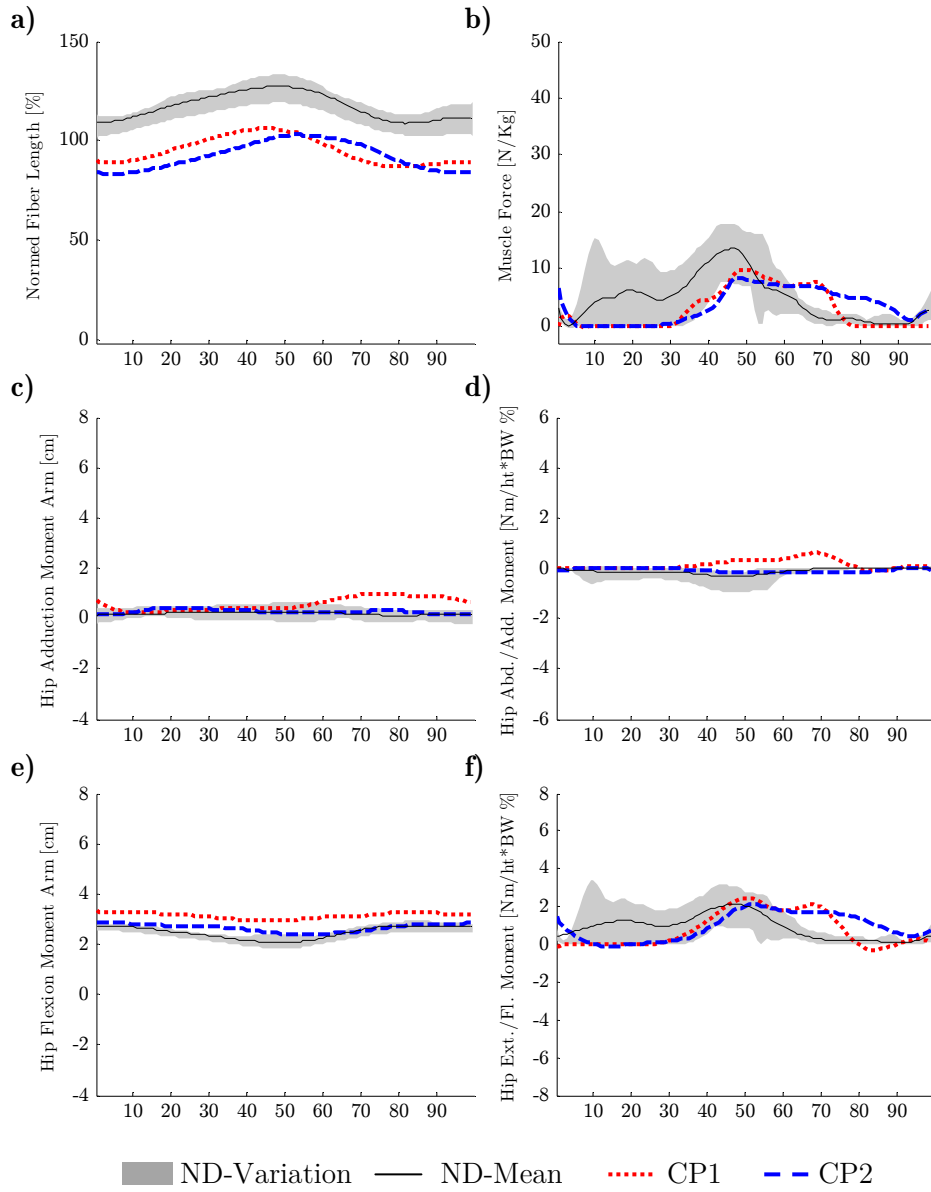 a)
b)
Normed Fiber Length [%]
150
100
50
0
10 20 30 40 50 60 70 80 90
Muscle Force [N/Kg]
50
40
30
20
10
0
10 20 30 40 50 60 70 80 90
c)
d)
Hip Adduction Moment Arm [cm]
8
6
4
2
0
-2
-4
10 20 30 40 50 60 70 80 90
Hip Abd./Add. Moment [Nm/ht*BW %]
6
4
2
0
-2
-4
-6
10 20 30 40 50 60 70 80 90
e)
f)
Hip Flexion Moment Arm [cm]
8
6
4
2
0
-2
-4
10 20 30 40 50 60 70 80 90
Hip Ext./Fl. Moment [Nm/ht*BW %]
8
6
4
2
0
-2
-4
-6
-8
10 20 30 40 50 60 70 80 90
ND-Variation ND-Mean CP1 CP2